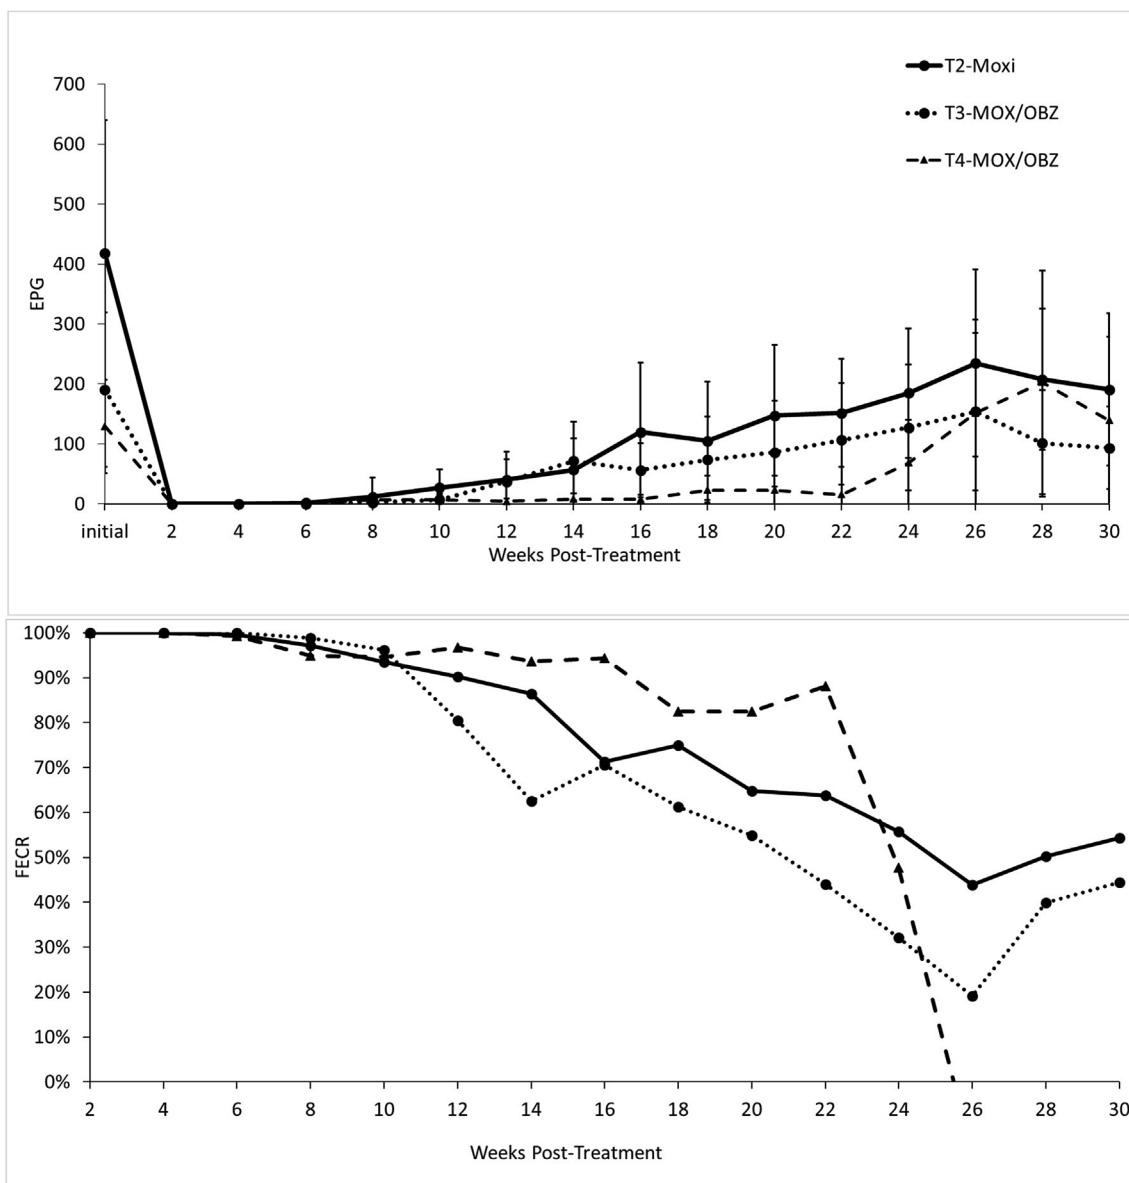 T2-Moxi
T3-MOX/OBZ
T4-MOX/OBZ
700
600
500
400
300
200
100
0
EPG
initial 2 4 6 8 10 12 14 16 18 20 22 24 26 28 30
Weeks Post-Treatment
100%
90%
80%
70%
60%
50%
40%
30%
20%
10%
0%
FECR
2 4 6 8 10 12 14 16 18 20 22 24 26 28 30
Weeks Post-Treatment